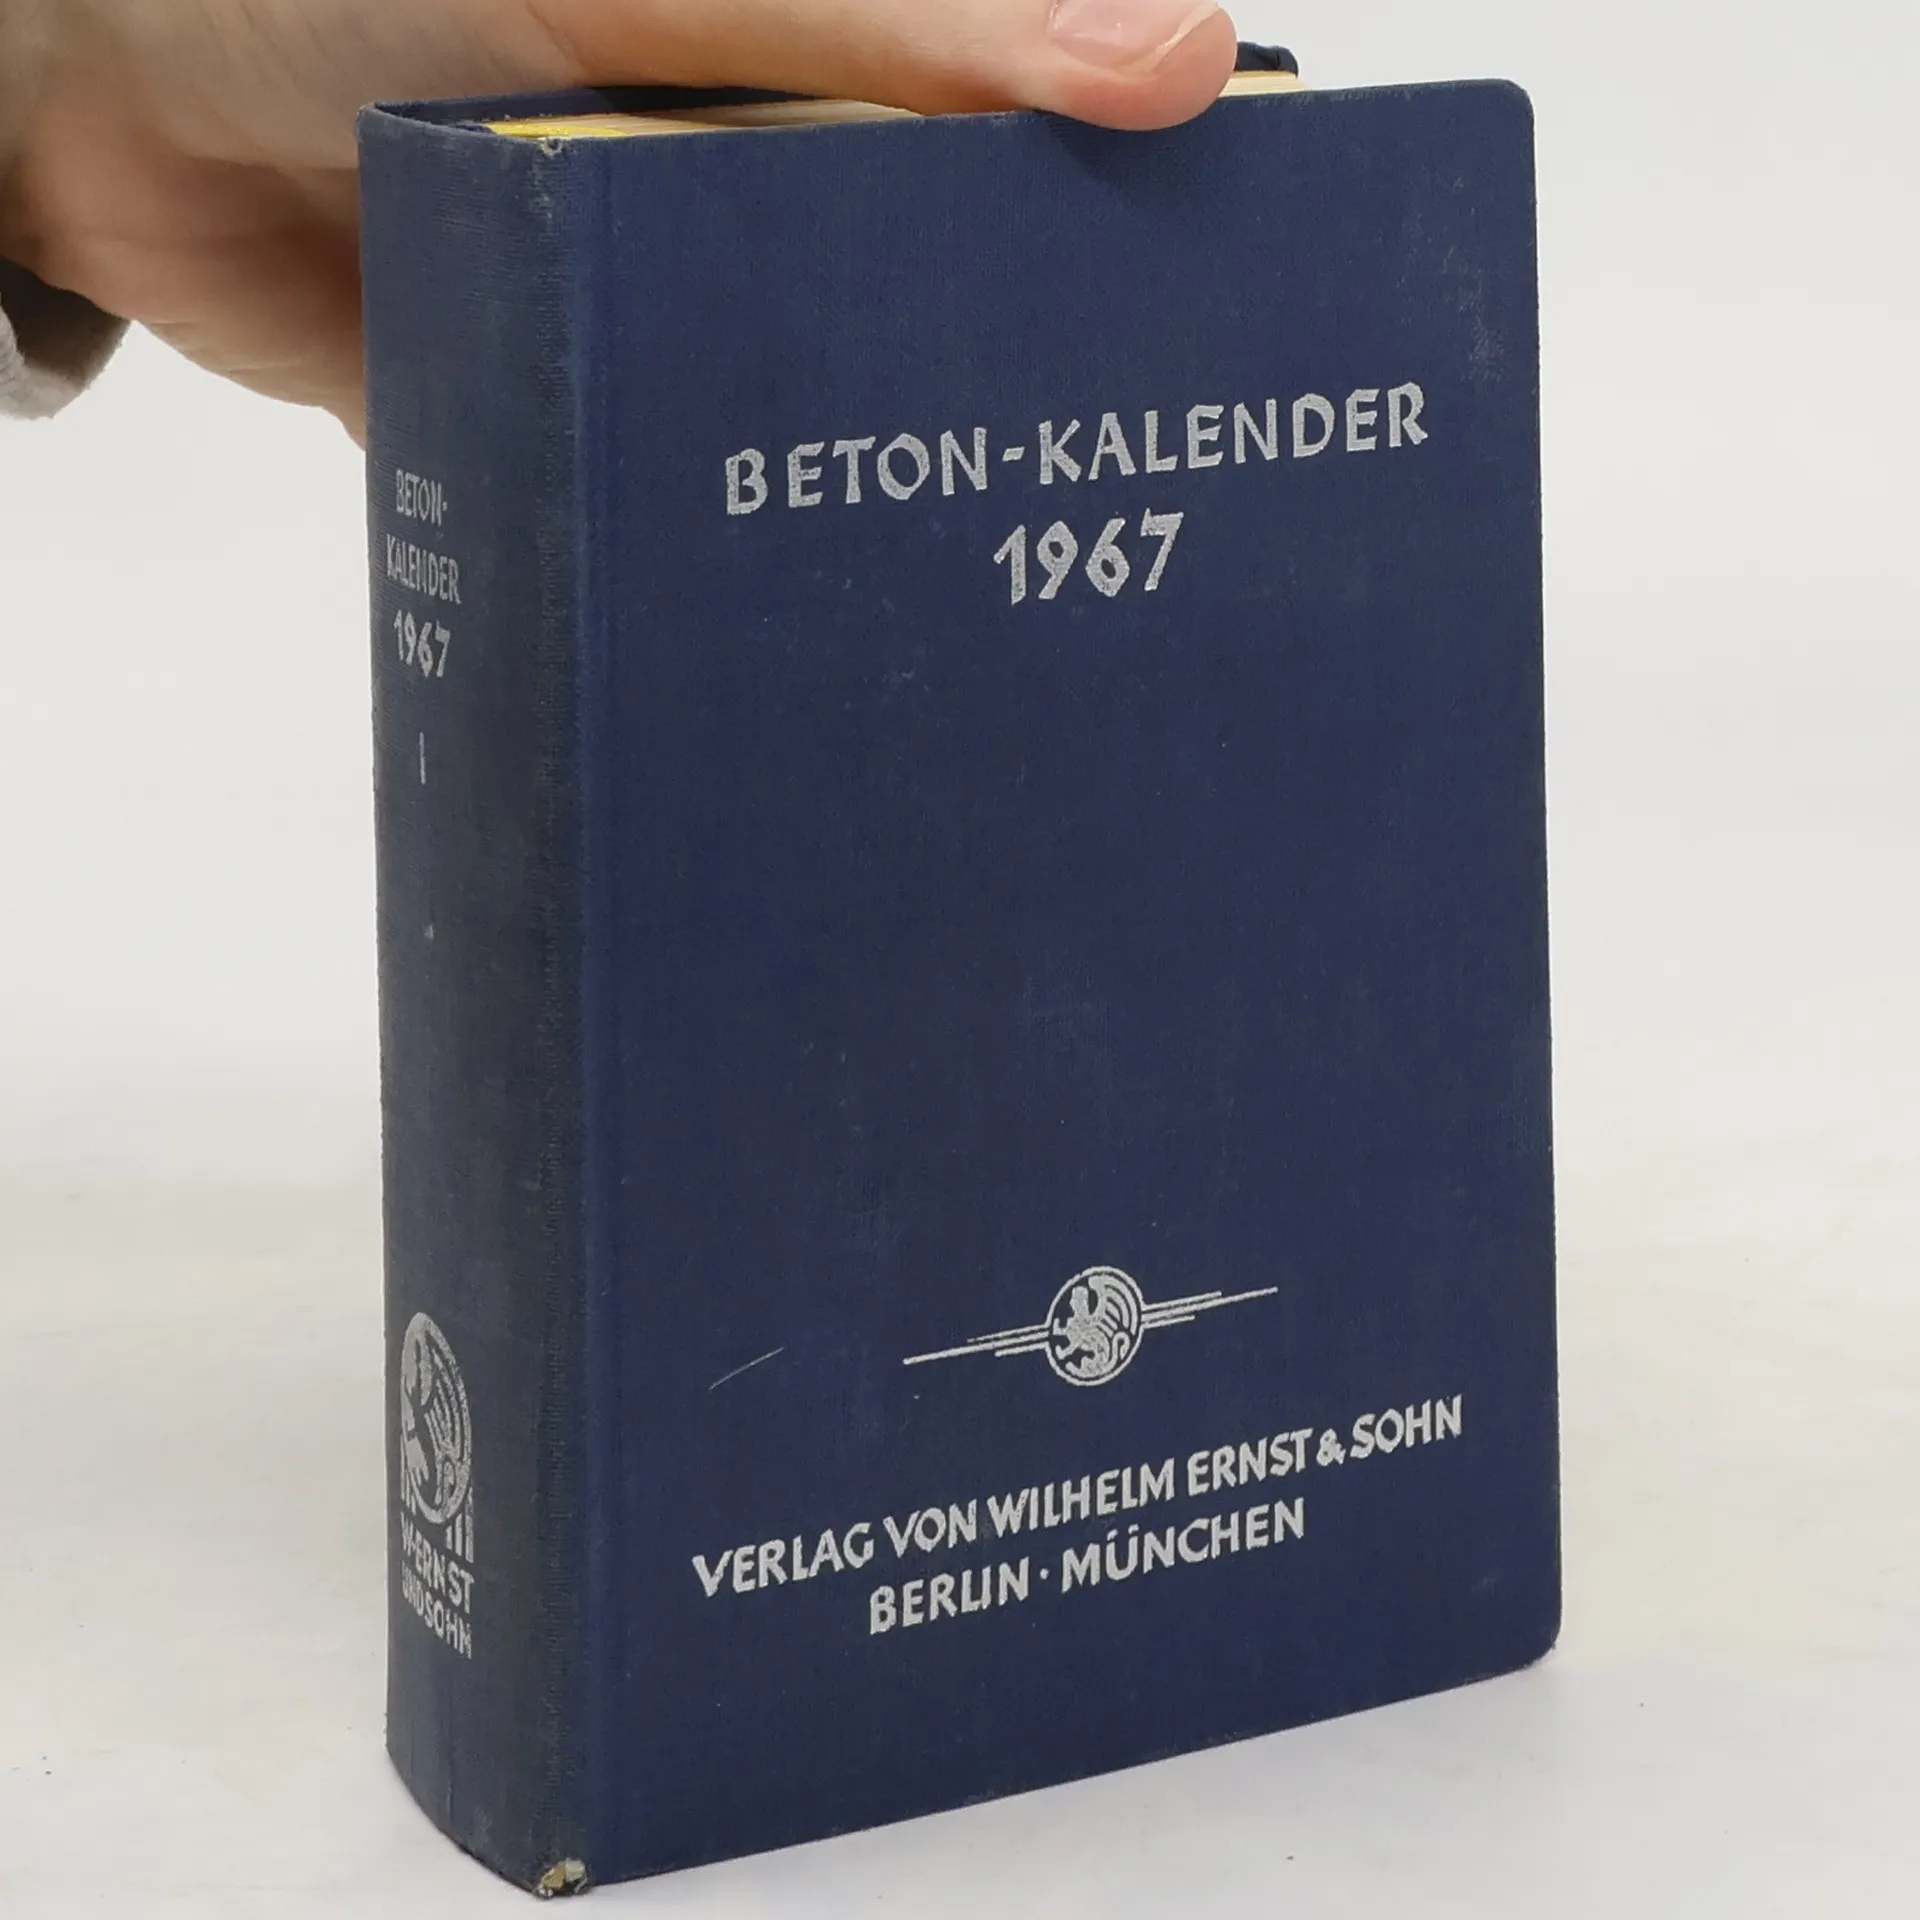 BETON-
KALENDER
1967
I
W·ERNST
UND SOHN
BETON-KALENDER
1967
VERLAG VON WILHELM ERNST & SOHN
BERLIN · MÜNCHEN